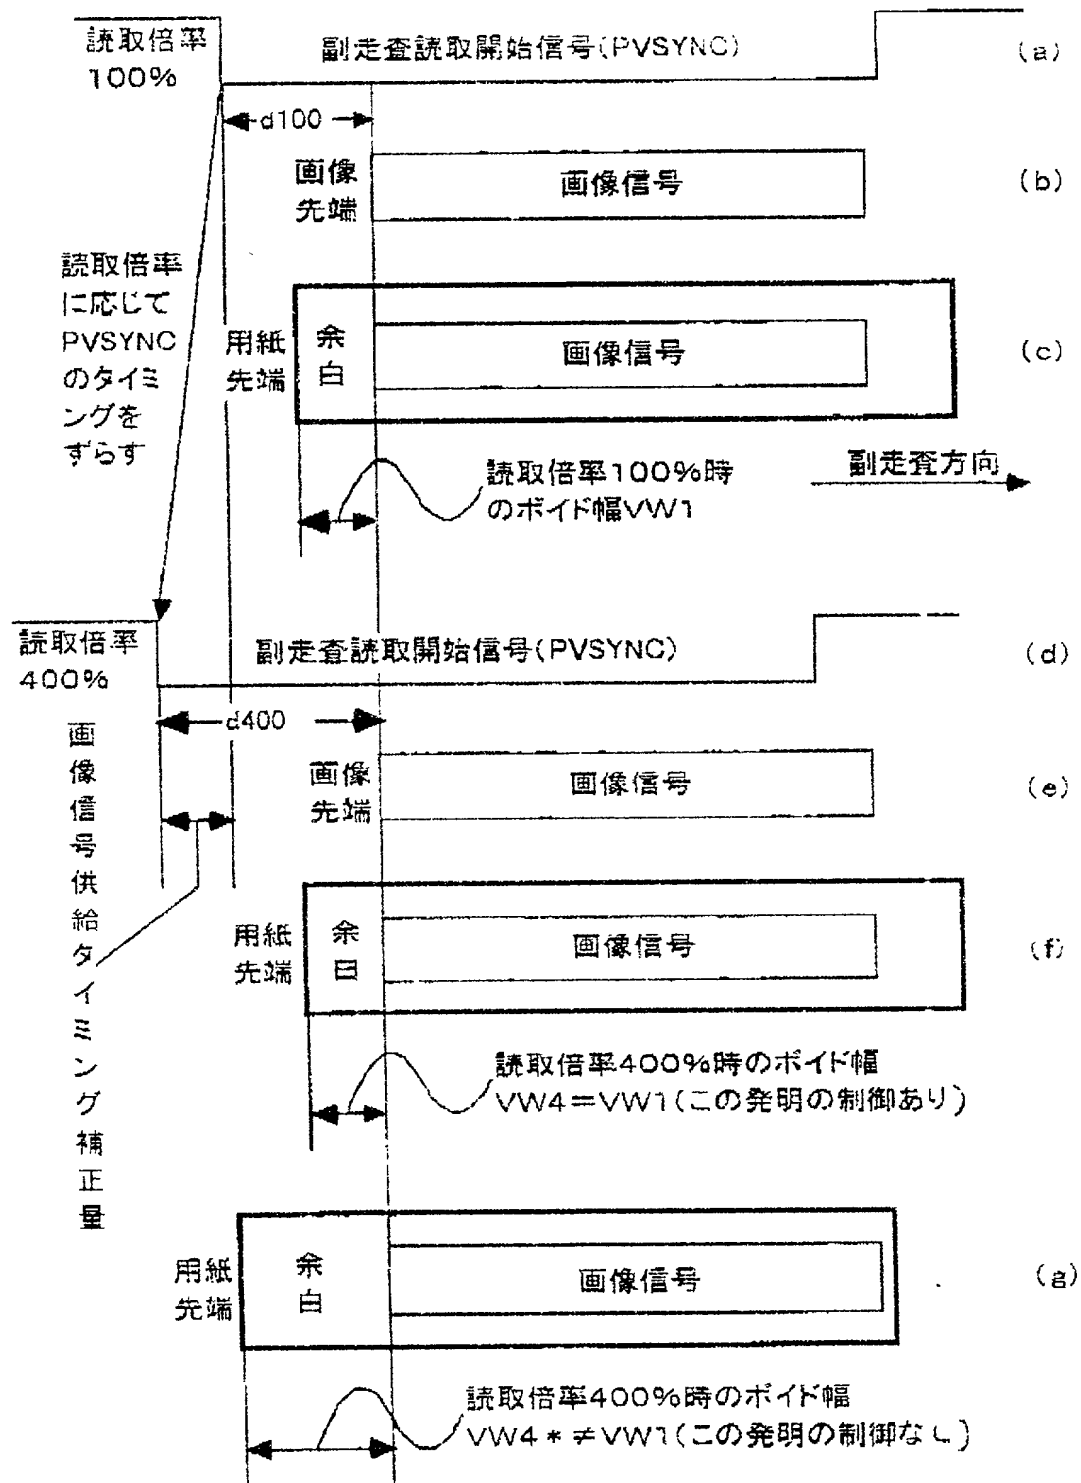 読取倍率
100%
副走査読取開始信号(PVSYNC)
(a)
d100
画像
先端
画像信号
(b)
読取倍率
に応じて
PVSYNC
のタイミ
ングを
ずらす
用紙
先端
余
白
画像信号
(c)
読取倍率100%時
のボイド幅VW1
副走査方向
読取倍率
400%
副走査読取開始信号(PVSYNC)
(d)
d400
画像信号供給タイミング補正量
画像
先端
画像信号
(e)
用紙
先端
余
白
画像信号
(f)
読取倍率400%時のボイド幅
VW4=VW1(この発明の制御あり)
用紙
先端
余
白
画像信号
(g)
読取倍率400%時のボイド幅
VW4*≠VW1(この発明の制御なし)